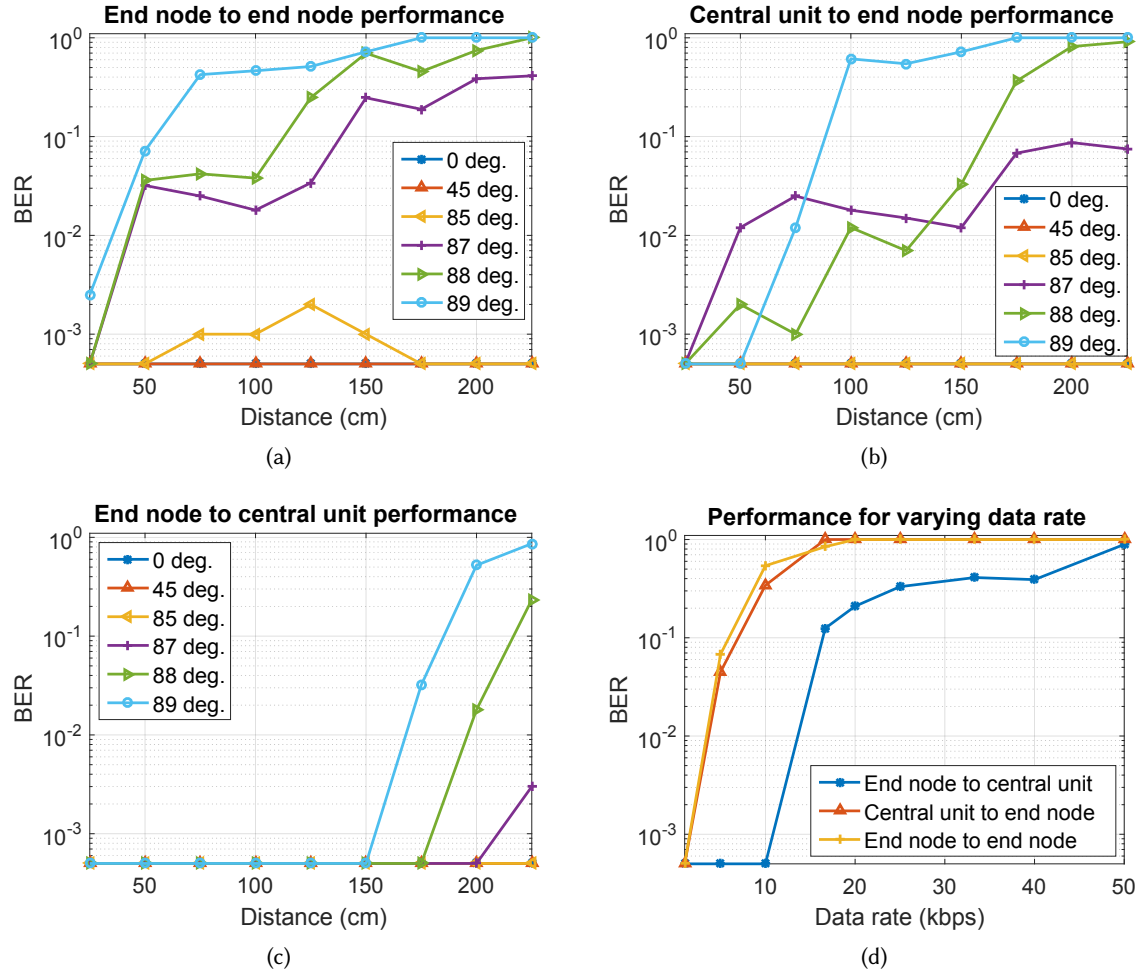 End node to end node performance
10^0
10^-1
10^-2
10^-3
BER
0 deg.
45 deg.
85 deg.
87 deg.
88 deg.
89 deg.
50 100 150 200
Distance (cm)
(a)
Central unit to end node performance
10^0
10^-1
10^-2
10^-3
BER
0 deg.
45 deg.
85 deg.
87 deg.
88 deg.
89 deg.
50 100 150 200
Distance (cm)
(b)
End node to central unit performance
10^0
10^-1
10^-2
10^-3
BER
0 deg.
45 deg.
85 deg.
87 deg.
88 deg.
89 deg.
50 100 150 200
Distance (cm)
(c)
Performance for varying data rate
10^0
10^-1
10^-2
10^-3
BER
End node to central unit
Central unit to end node
End node to end node
10 20 30 40 50
Data rate (kbps)
(d)